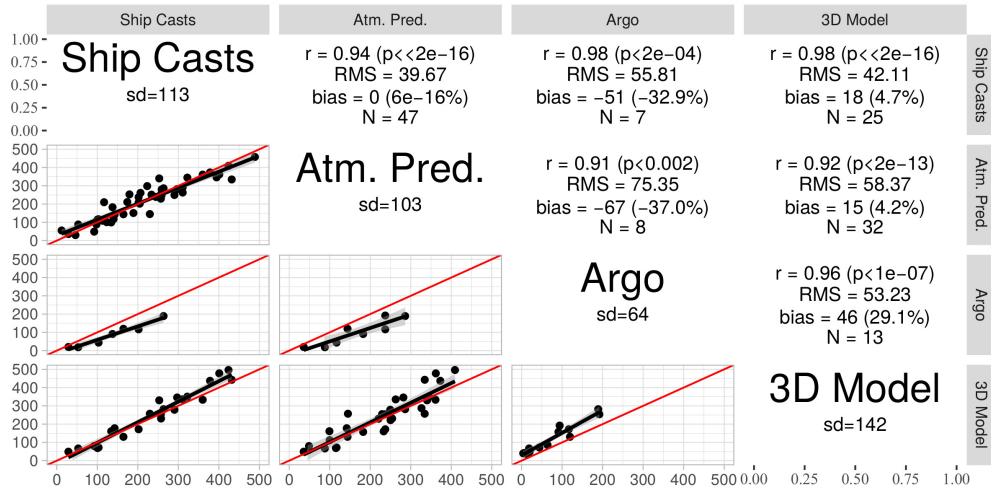 Ship Casts Atm. Pred. Argo 3D Model
1.00
0.75
0.50
0.25
0.00
Ship Casts
sd=113
r = 0.94 (p<<2e−16)
RMS = 39.67
bias = 0 (6e−16%)
N = 47
r = 0.98 (p<2e−04)
RMS = 55.81
bias = −51 (−32.9%)
N = 7
r = 0.98 (p<<2e−16)
RMS = 42.11
bias = 18 (4.7%)
N = 25
Ship Casts
500
400
300
200
100
0
Atm. Pred.
sd=103
r = 0.91 (p<0.002)
RMS = 75.35
bias = −67 (−37.0%)
N = 8
r = 0.92 (p<2e−13)
RMS = 58.37
bias = 15 (4.2%)
N = 32
Atm. Pred.
500
400
300
200
100
0
Argo
sd=64
r = 0.96 (p<1e−07)
RMS = 53.23
bias = 46 (29.1%)
N = 13
Argo
500
400
300
200
100
0
3D Model
sd=142
3D Model
0 100 200 300 400 500 0 100 200 300 400 500 0 100 200 300 400 500 0.00 0.25 0.50 0.75 1.00